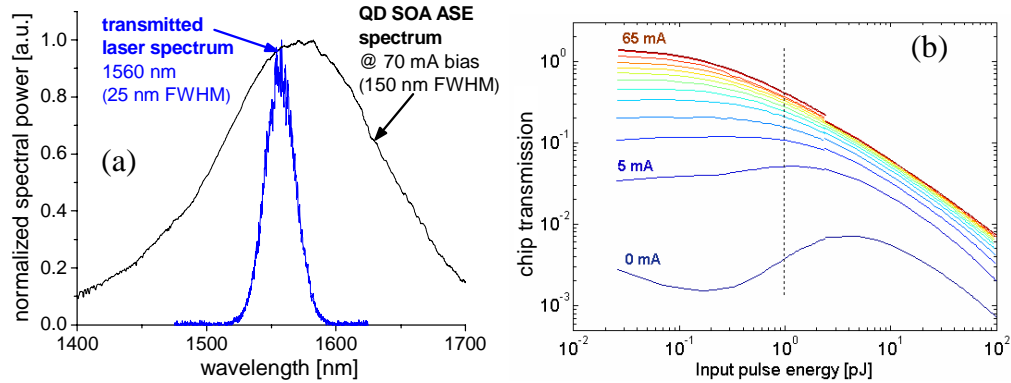 transmitted
laser spectrum
1560 nm
(25 nm FWHM)
QD SOA ASE
spectrum
@ 70 mA bias
(150 nm FWHM)
(a)
normalized spectral power [a.u.]
1.0
0.8
0.6
0.4
0.2
0.0
1400
1500
1600
1700
wavelength [nm]
65 mA
(b)
5 mA
0 mA
chip transmission
10^0
10^-1
10^-2
10^-3
10^-2
10^-1
10^0
10^1
10^2
Input pulse energy [pJ]